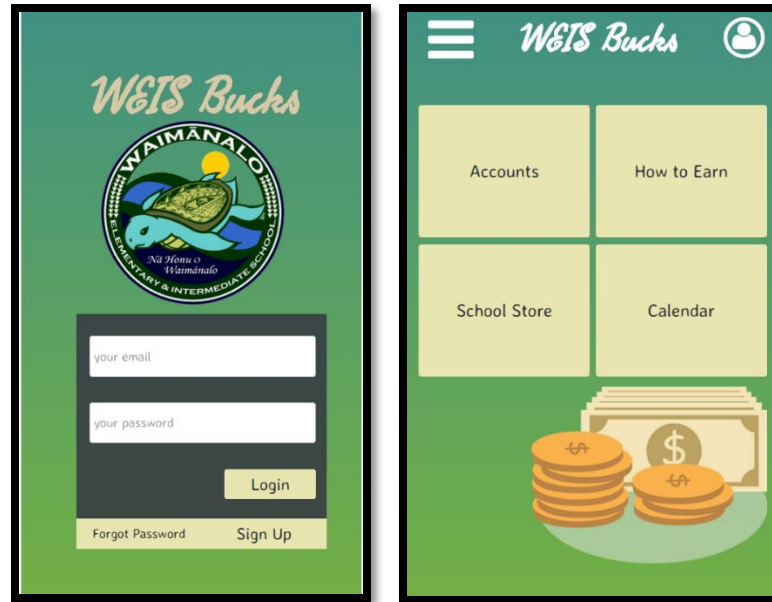 WEIS Bucks
WAIMĀNALO
Nā Honu o
Waimānalo
ELEMENTARY & INTERMEDIATE SCHOOL
your email
your password
Login
Forgot Password Sign Up
WEIS Bucks
Accounts How to Earn
School Store Calendar
$
$
$